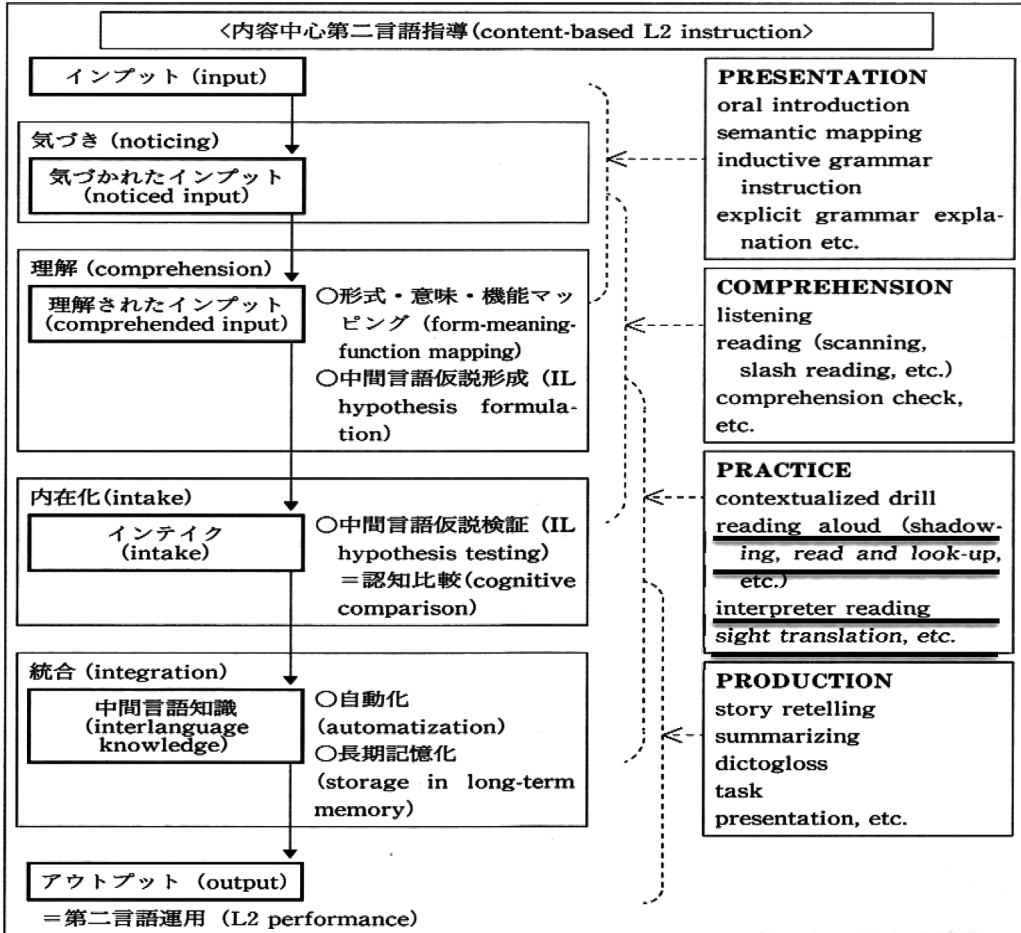 <内容中心第二言語指導(content-based L2 instruction>
インプット (input)
気づき (noticing)
気づかれたインプット
(noticed input)
理解 (comprehension)
理解されたインプット
(comprehended input)
○形式・意味・機能マッ
ピング (form-meaning-
function mapping)
○中間言語仮説形成 (IL
hypothesis formula-
tion)
内在化(intake)
インテイク
(intake)
○中間言語仮説検証 (IL
hypothesis testing)
=認知比較(cognitive
comparison)
統合 (integration)
中間言語知識
(interlanguage
knowledge)
○自動化
(automatization)
○長期記憶化
(storage in long-term
memory)
アウトプット (output)
=第二言語運用 (L2 performance)
PRESENTATION
oral introduction
semantic mapping
inductive grammar
instruction
explicit grammar expla-
nation etc.
COMPREHENSION
listening
reading (scanning,
slash reading, etc.)
comprehension check,
etc.
PRACTICE
contextualized drill
reading aloud (shadow-
ing, read and look-up,
etc.)
interpreter reading
sight translation, etc.
PRODUCTION
story retelling
summarizing
dictogloss
task
presentation, etc.